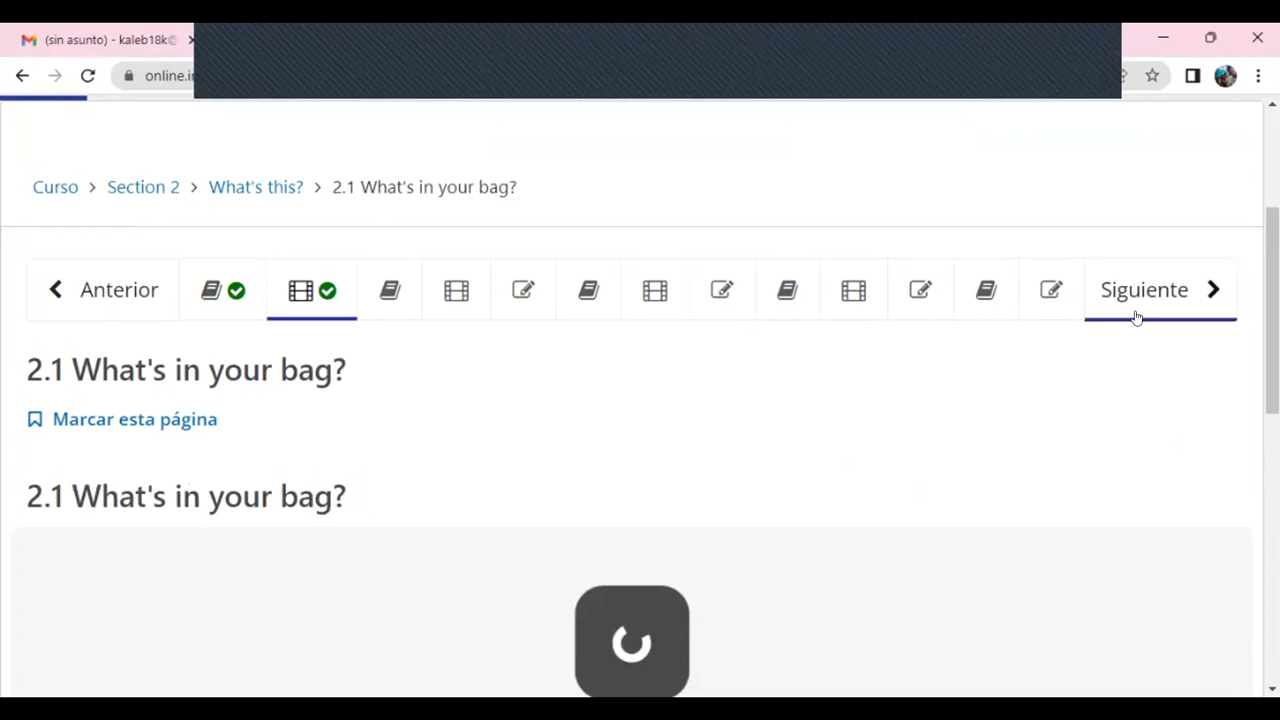 (sin asunto) - kaleb18k@
online.i
Curso > Section 2 > What's this? > 2.1 What's in your bag?
Anterior
Siguiente
2.1 What's in your bag?
Marcar esta página
2.1 What's in your bag?